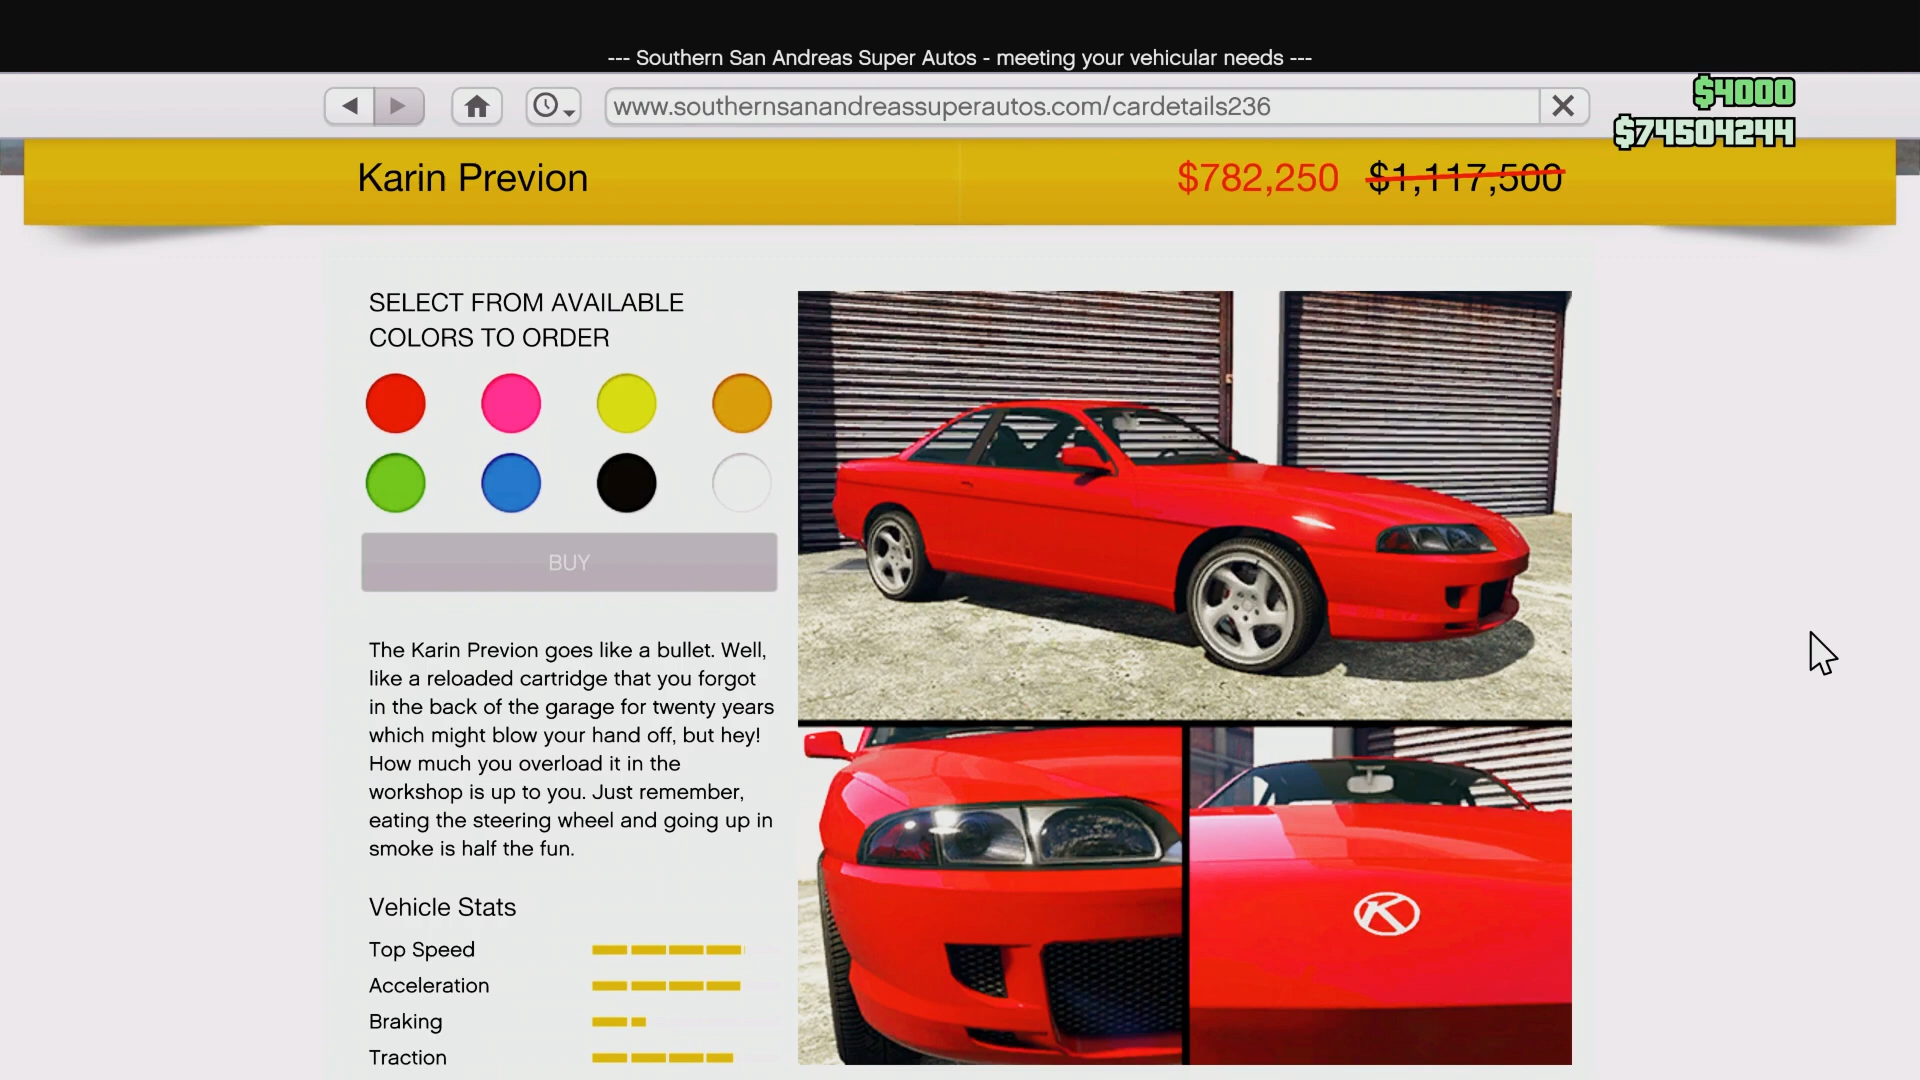 --- Southern San Andreas Super Autos - meeting your vehicular needs ---
www.southernsanandreassuperautos.com/cardetails236
$4000
$74504244
Karin Previon
$782,250 $1,117,500
SELECT FROM AVAILABLE
COLORS TO ORDER
BUY
The Karin Previon goes like a bullet. Well,
like a reloaded cartridge that you forgot
in the back of the garage for twenty years
which might blow your hand off, but hey!
How much you overload it in the
workshop is up to you. Just remember,
eating the steering wheel and going up in
smoke is half the fun.
Vehicle Stats
Top Speed
Acceleration
Braking
Traction
K